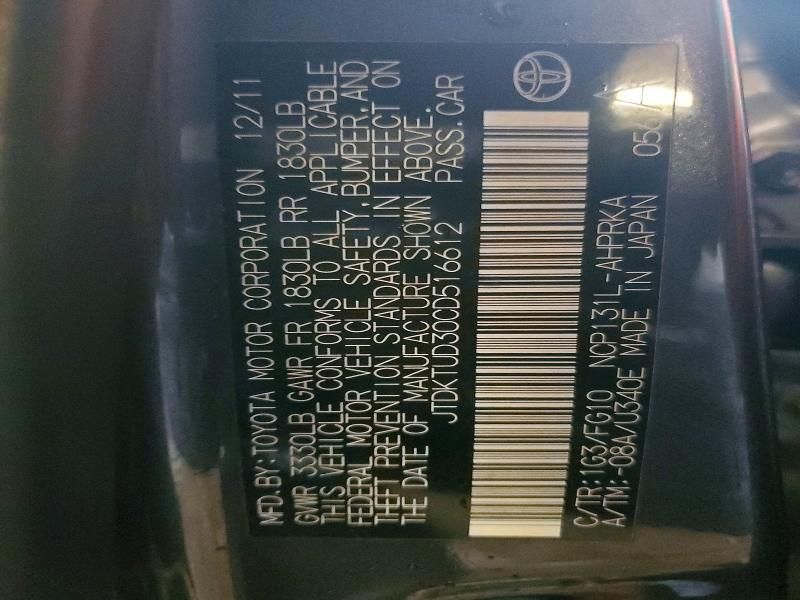 MFD.BY:TOYOTA MOTOR CORPORATION 12/11
GVWR 3330LB GAWR FR 1830LB RR 1830LB
THIS VEHICLE CONFORMS TO ALL APPLICABLE
FEDERAL MOTOR VEHICLE SAFETY,BUMPER,AND
THEFT PREVENTION STANDARDS IN EFFECT ON
THE DATE OF MANUFACTURE SHOWN ABOVE.
JTDKTUD30CD516612 PASS.CAR
C/TR:1G3/FG10 NCP131L-AHPRKA
A/TM:-08A/U340E MADE IN JAPAN